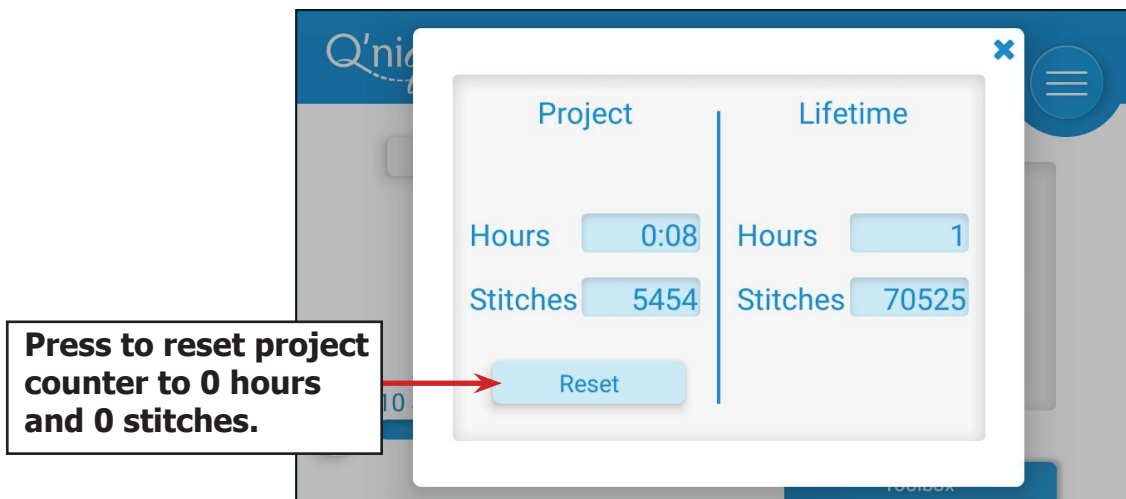 Project
Lifetime
Hours 0:08
Hours 1
Stitches 5454
Stitches 70525
Press to reset project
counter to 0 hours
and 0 stitches.
Reset
10